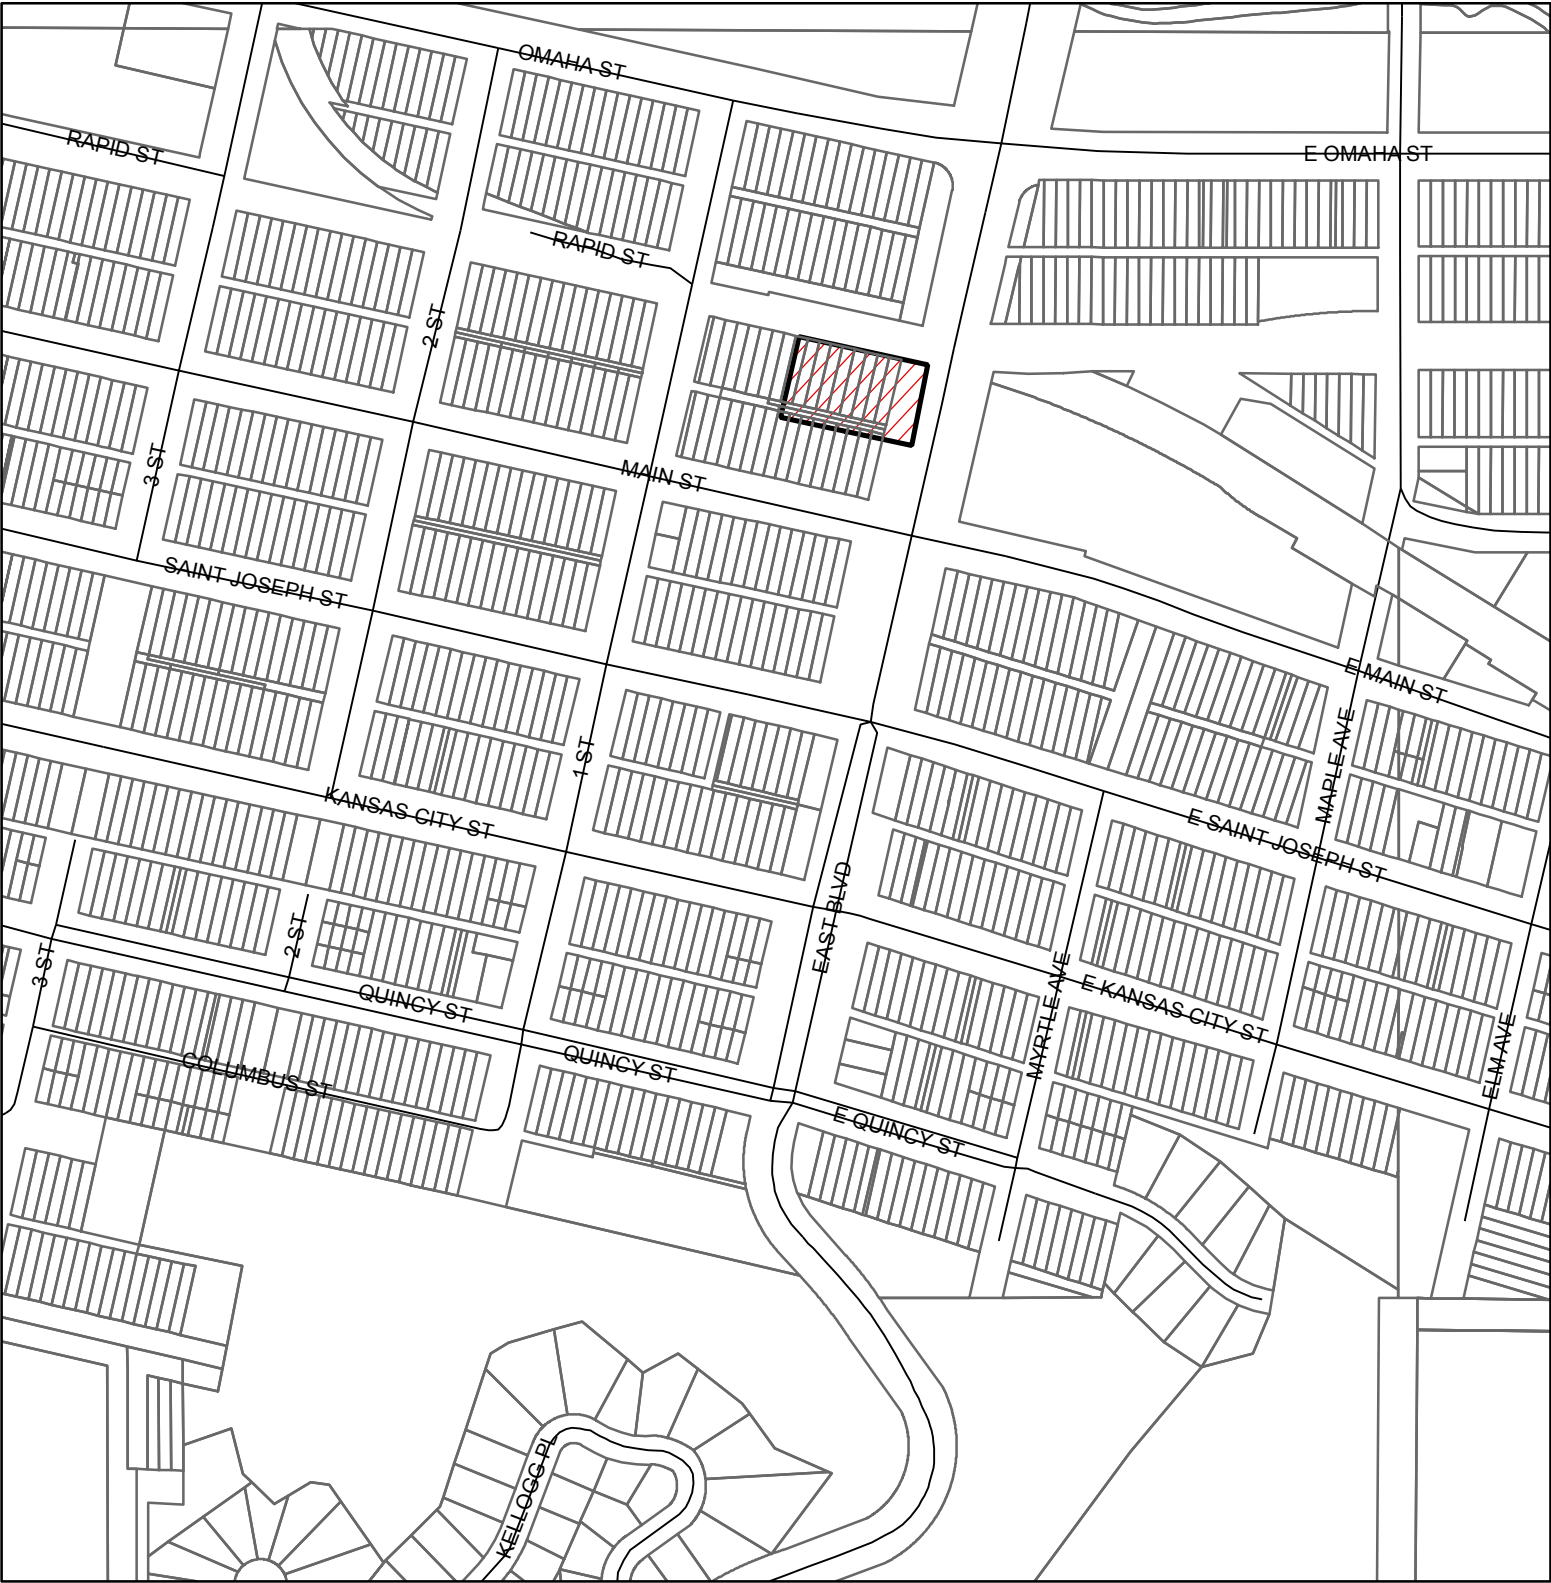 OMAHA ST
RAPID ST
E OMAHA ST
RAPID ST
2 ST
3 ST
MAIN ST
SAINT JOSEPH ST
E MAIN ST
1 ST
MAPLE AVE
KANSAS CITY ST
E SAINT JOSEPH ST
EAST BLVD
2 ST
3 ST
QUINCY ST
MYRTLE AVE
E KANSAS CITY ST
ELM AVE
COLUMBUS ST
QUINCY ST
E QUINCY ST
KELLOGG PL